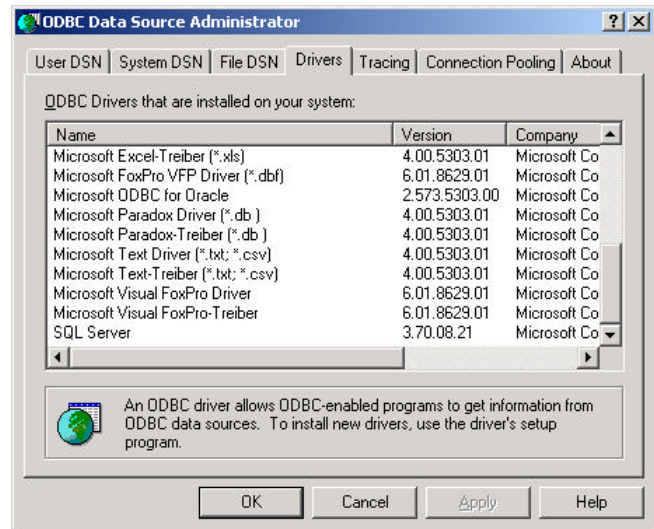 ODBC Data Source Administrator
User DSN System DSN File DSN Drivers Tracing Connection Pooling About
ODBC Drivers that are installed on your system:
Name Version Company
Microsoft Excel-Treiber (*.xls) 4.00.5303.01 Microsoft Co
Microsoft FoxPro VFP Driver (*.dbf) 6.01.8629.01 Microsoft Co
Microsoft ODBC for Oracle 2.573.5303.00 Microsoft Co
Microsoft Paradox Driver (*.db ) 4.00.5303.01 Microsoft Co
Microsoft Paradox-Treiber (*.db ) 4.00.5303.01 Microsoft Co
Microsoft Text Driver (*.txt; *.csv) 4.00.5303.01 Microsoft Co
Microsoft Text-Treiber (*.txt; *.csv) 4.00.5303.01 Microsoft Co
Microsoft Visual FoxPro Driver 6.01.8629.01 Microsoft Co
Microsoft Visual FoxPro-Treiber 6.01.8629.01 Microsoft Co
SQL Server 3.70.08.21 Microsoft Co
An ODBC driver allows ODBC-enabled programs to get information from
ODBC data sources. To install new drivers, use the driver's setup
program.
OK Cancel Apply Help